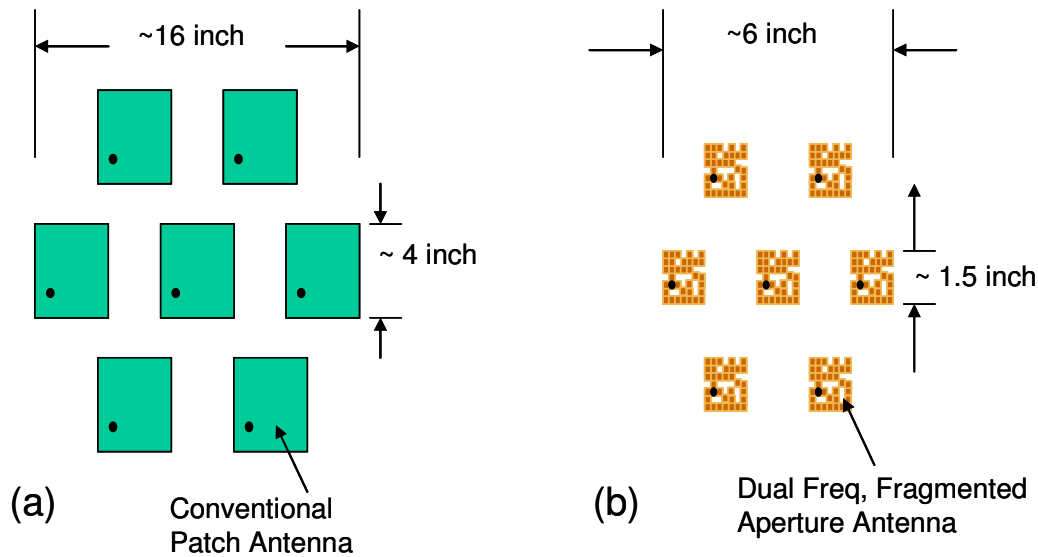 ~16 inch
~6 inch
~ 4 inch
~ 1.5 inch
(a)
Conventional
Patch Antenna
(b)
Dual Freq, Fragmented
Aperture Antenna